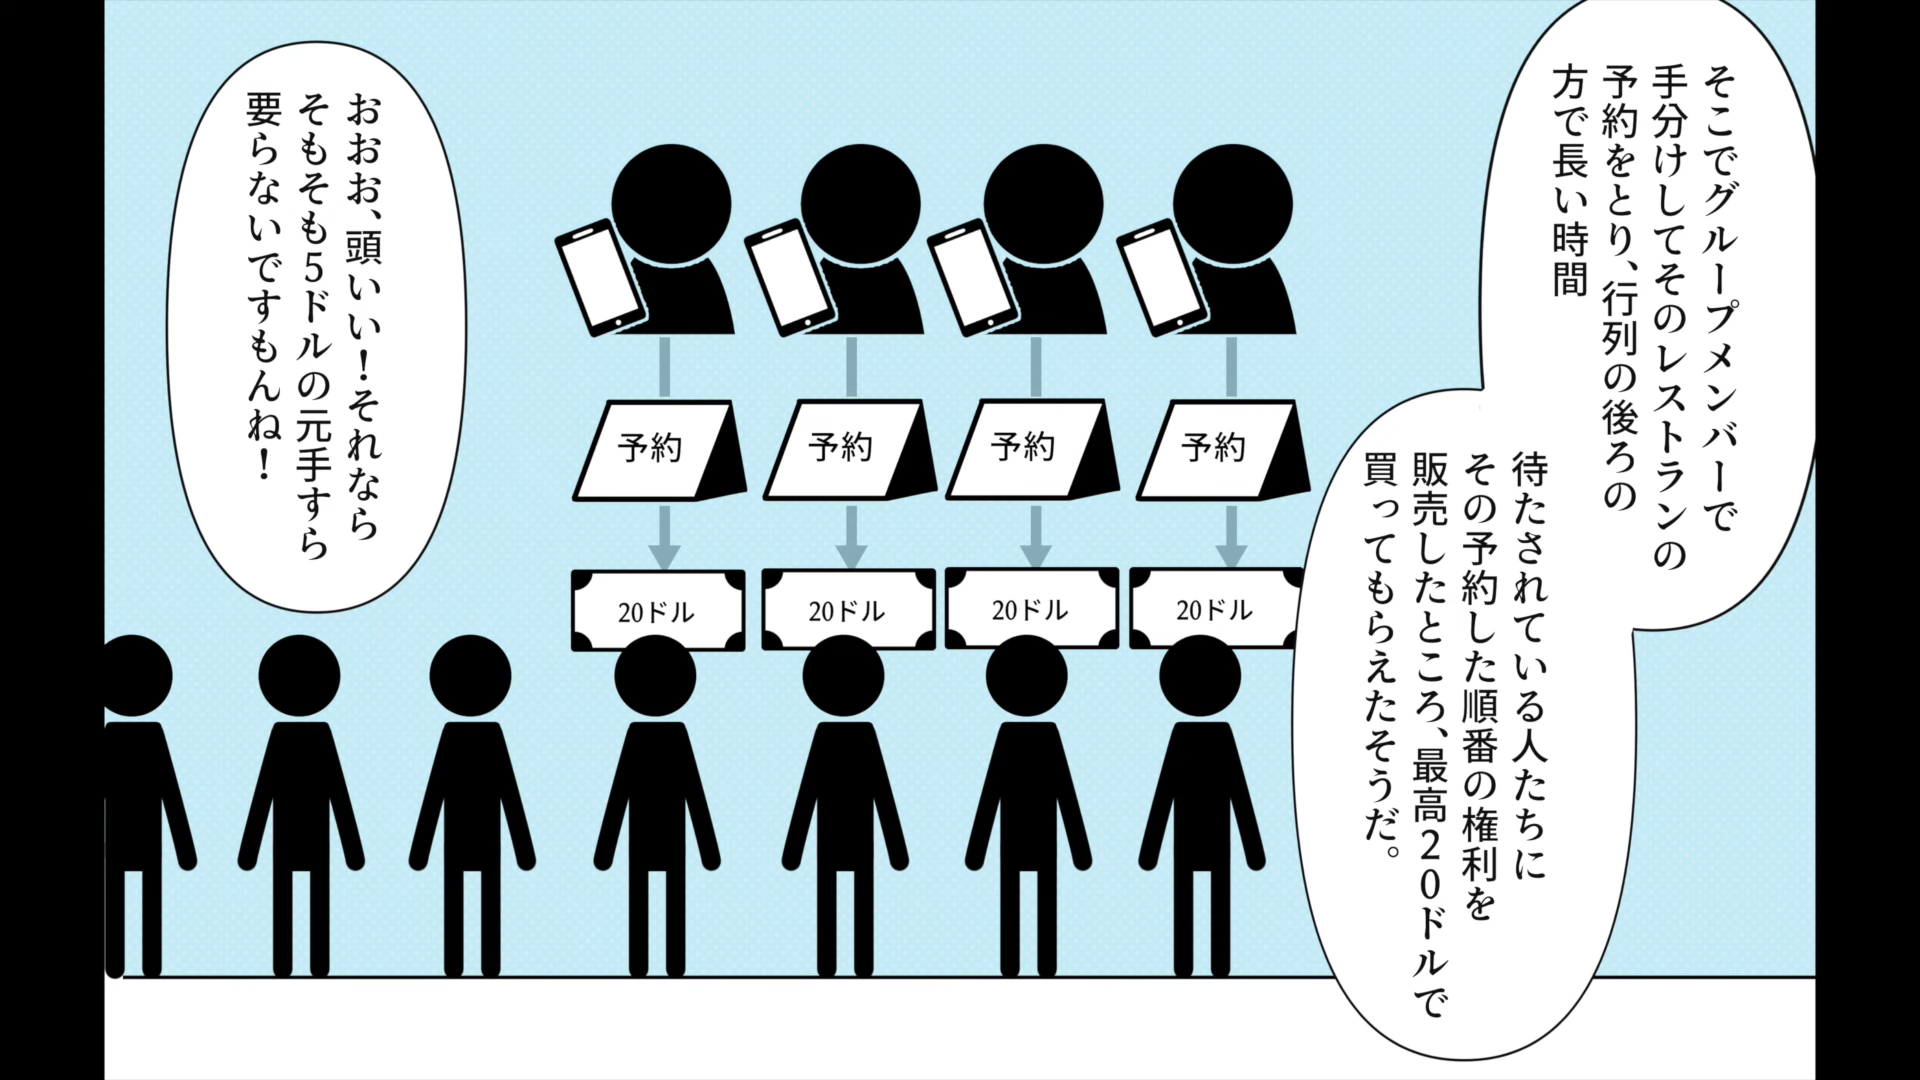 そこでグループメンバーで
手分けしてそのレストランの
予約をとり、行列の後ろの
方で長い時間
待たされている人たちに
その予約した順番の権利を
販売したところ、最高20ドルで
買ってもらえたそうだ。
予約
予約
予約
予約
20ドル
20ドル
20ドル
20ドル
おおお、頭いい！それなら
そもそも5ドルの元手すら
要らないですもんね！